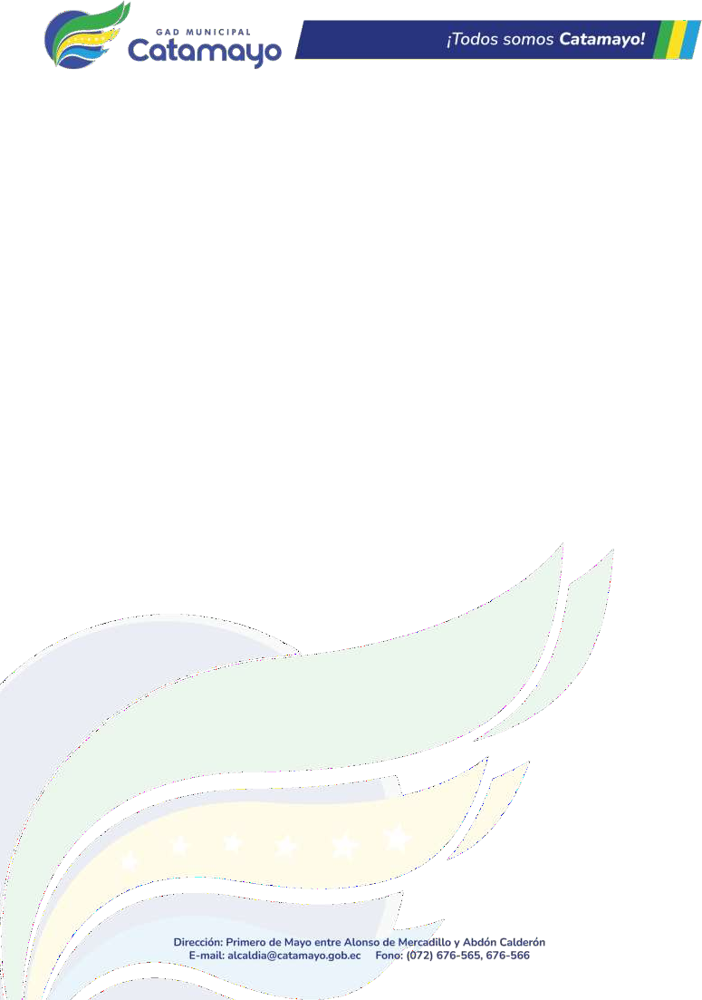 GAD MUNICIPAL
Catamayo
¡Todos somos Catamayo!
Dirección: Primero de Mayo entre Alonso de Mercadillo y Abdón Calderón
E-mail: alcaldia@catamayo.gob.ec Fono: (072) 676-565, 676-566